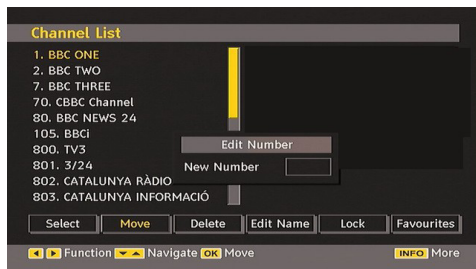 Channel List
1. BBC ONE
2. BBC TWO
7. BBC THREE
70. CBBC Channel
80. BBC NEWS 24
105. BBCi
800. TV3
801. 3/24
802. CATALUNYA RÀDIO
803. CATALUNYA INFORMACIÓ
Edit Number
New Number
Select Move Delete Edit Name Lock Favourites
Function Navigate OK Move INFO More